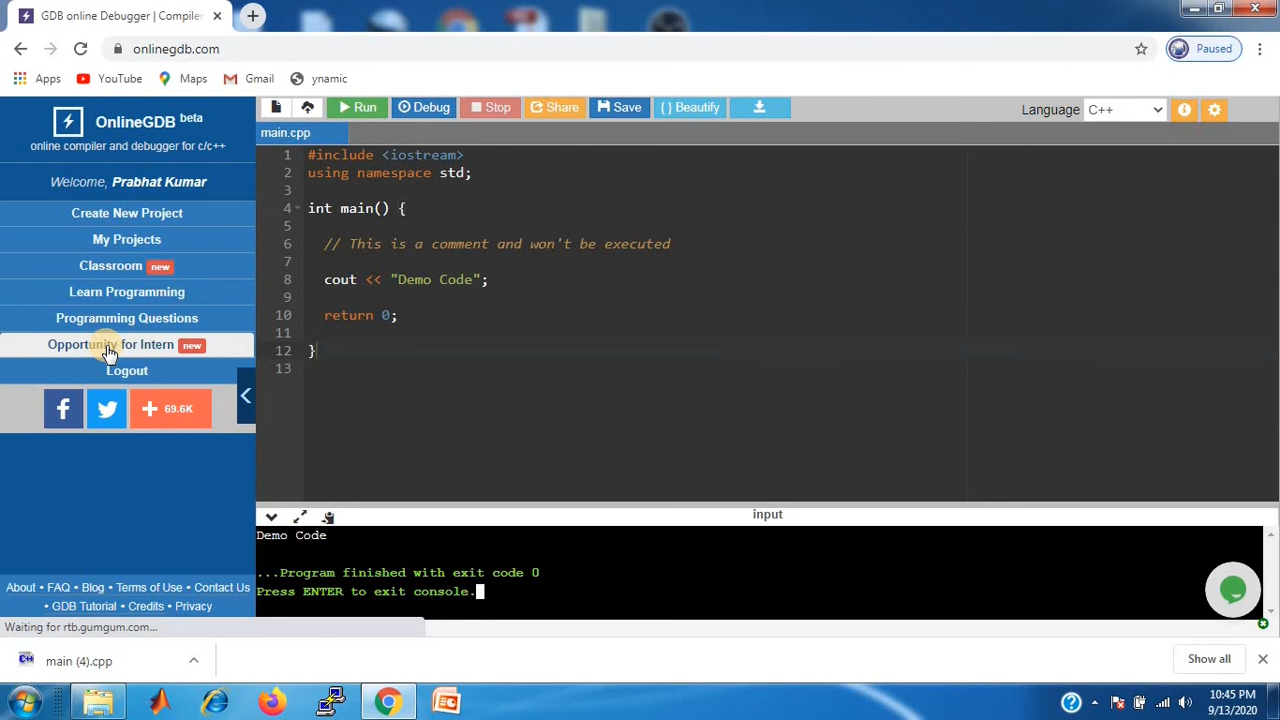 GDB online Debugger | Compiler
onlinegdb.com
Paused
Apps YouTube Maps Gmail ynamic
OnlineGDB beta
online compiler and debugger for c/c++
Welcome, Prabhat Kumar
Create New Project
My Projects
Classroom new
Learn Programming
Programming Questions
Opportunity for Intern new
Logout
f + 69.6K
About • FAQ • Blog • Terms of Use • Contact Us
• GDB Tutorial • Credits • Privacy
Waiting for rtb.gumgum.com...
Run Debug Stop Share Save { } Beautify
Language C++
main.cpp
1 #include <iostream>
2 using namespace std;
3
4 int main() {
5
6 // This is a comment and won't be executed
7
8 cout << "Demo Code";
9
10 return 0;
11
12 }
13
input
Demo Code
...Program finished with exit code 0
Press ENTER to exit console.
C++ main (4).cpp
Show all
10:45 PM
9/13/2020